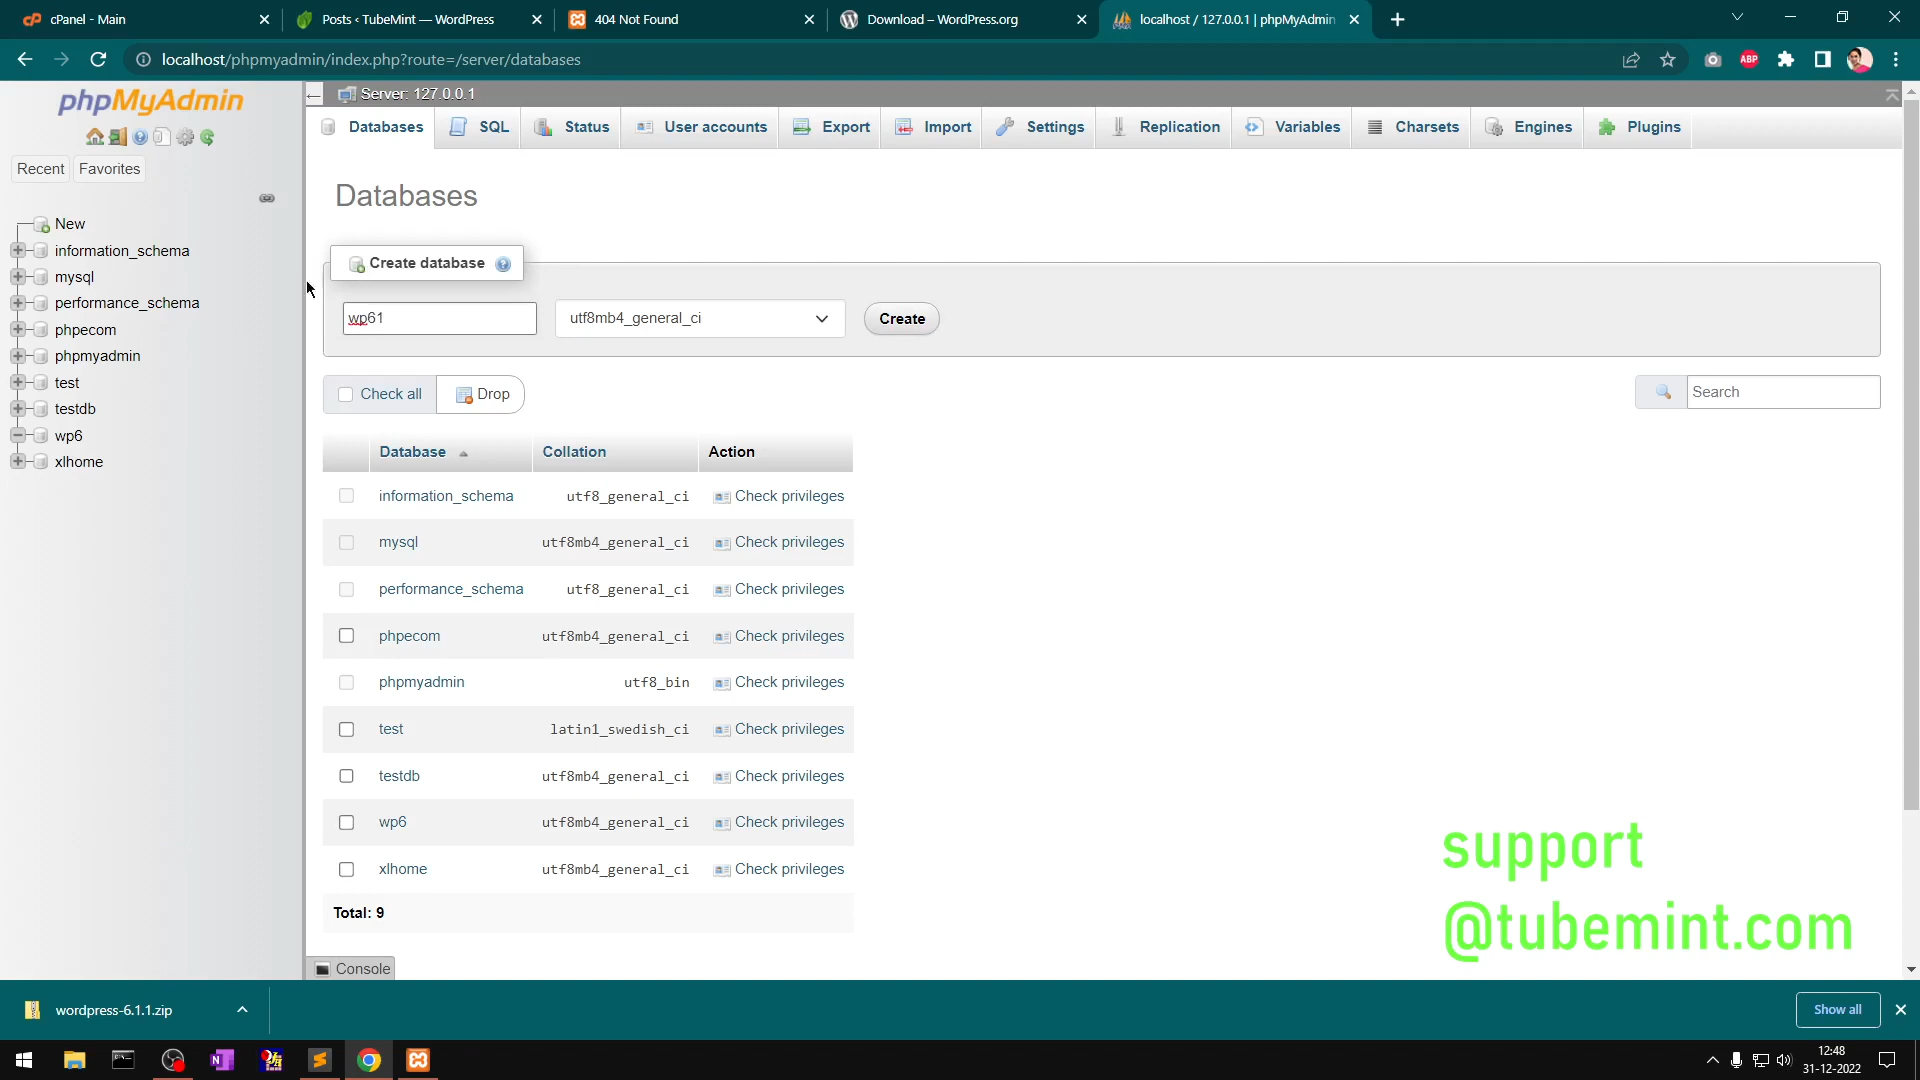 cPanel - Main
Posts ‹ TubeMint — WordPress
404 Not Found
Download – WordPress.org
localhost / 127.0.0.1 | phpMyAdmin
localhost/phpmyadmin/index.php?route=/server/databases
ABP
phpMyAdmin
Recent
Favorites
New
information_schema
mysql
performance_schema
phpecom
phpmyadmin
test
testdb
wp6
xlhome
Server: 127.0.0.1
Databases
SQL
Status
User accounts
Export
Import
Settings
Replication
Variables
Charsets
Engines
Plugins
Databases
Create database
wp61
utf8mb4_general_ci
Create
Check all
Drop
Search
Database Collation Action
information_schema utf8_general_ci Check privileges
mysql utf8mb4_general_ci Check privileges
performance_schema utf8_general_ci Check privileges
phpecom utf8mb4_general_ci Check privileges
phpmyadmin utf8_bin Check privileges
test latin1_swedish_ci Check privileges
testdb utf8mb4_general_ci Check privileges
wp6 utf8mb4_general_ci Check privileges
xlhome utf8mb4_general_ci Check privileges
Total: 9
Console
support
@tubemint.com
wordpress-6.1.1.zip
Show all
12:48
31-12-2022